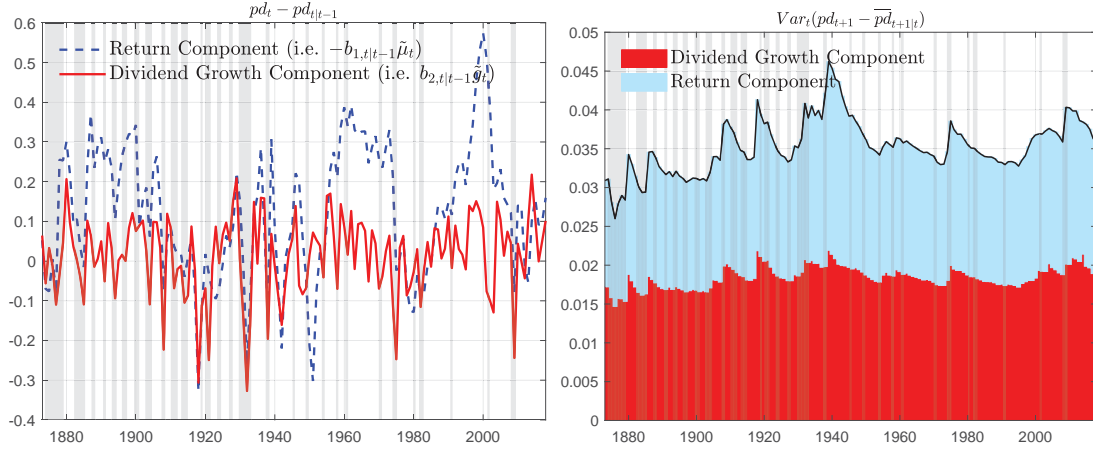 pd_t − pd_{t|t−1}
0.6
0.5
0.4
0.3
0.2
0.1
0
-0.1
-0.2
-0.3
-0.4
Return Component (i.e. −b_{1,t|t−1}μ̃_t)
Dividend Growth Component (i.e. b_{2,t|t−1}g̃_t)
1880 1900 1920 1940 1960 1980 2000
Var_t(pd_{t+1} − \overline{pd}_{t+1|t})
0.05
0.045
0.04
0.035
0.03
0.025
0.02
0.015
0.01
0.005
0
Dividend Growth Component
Return Component
1880 1900 1920 1940 1960 1980 2000